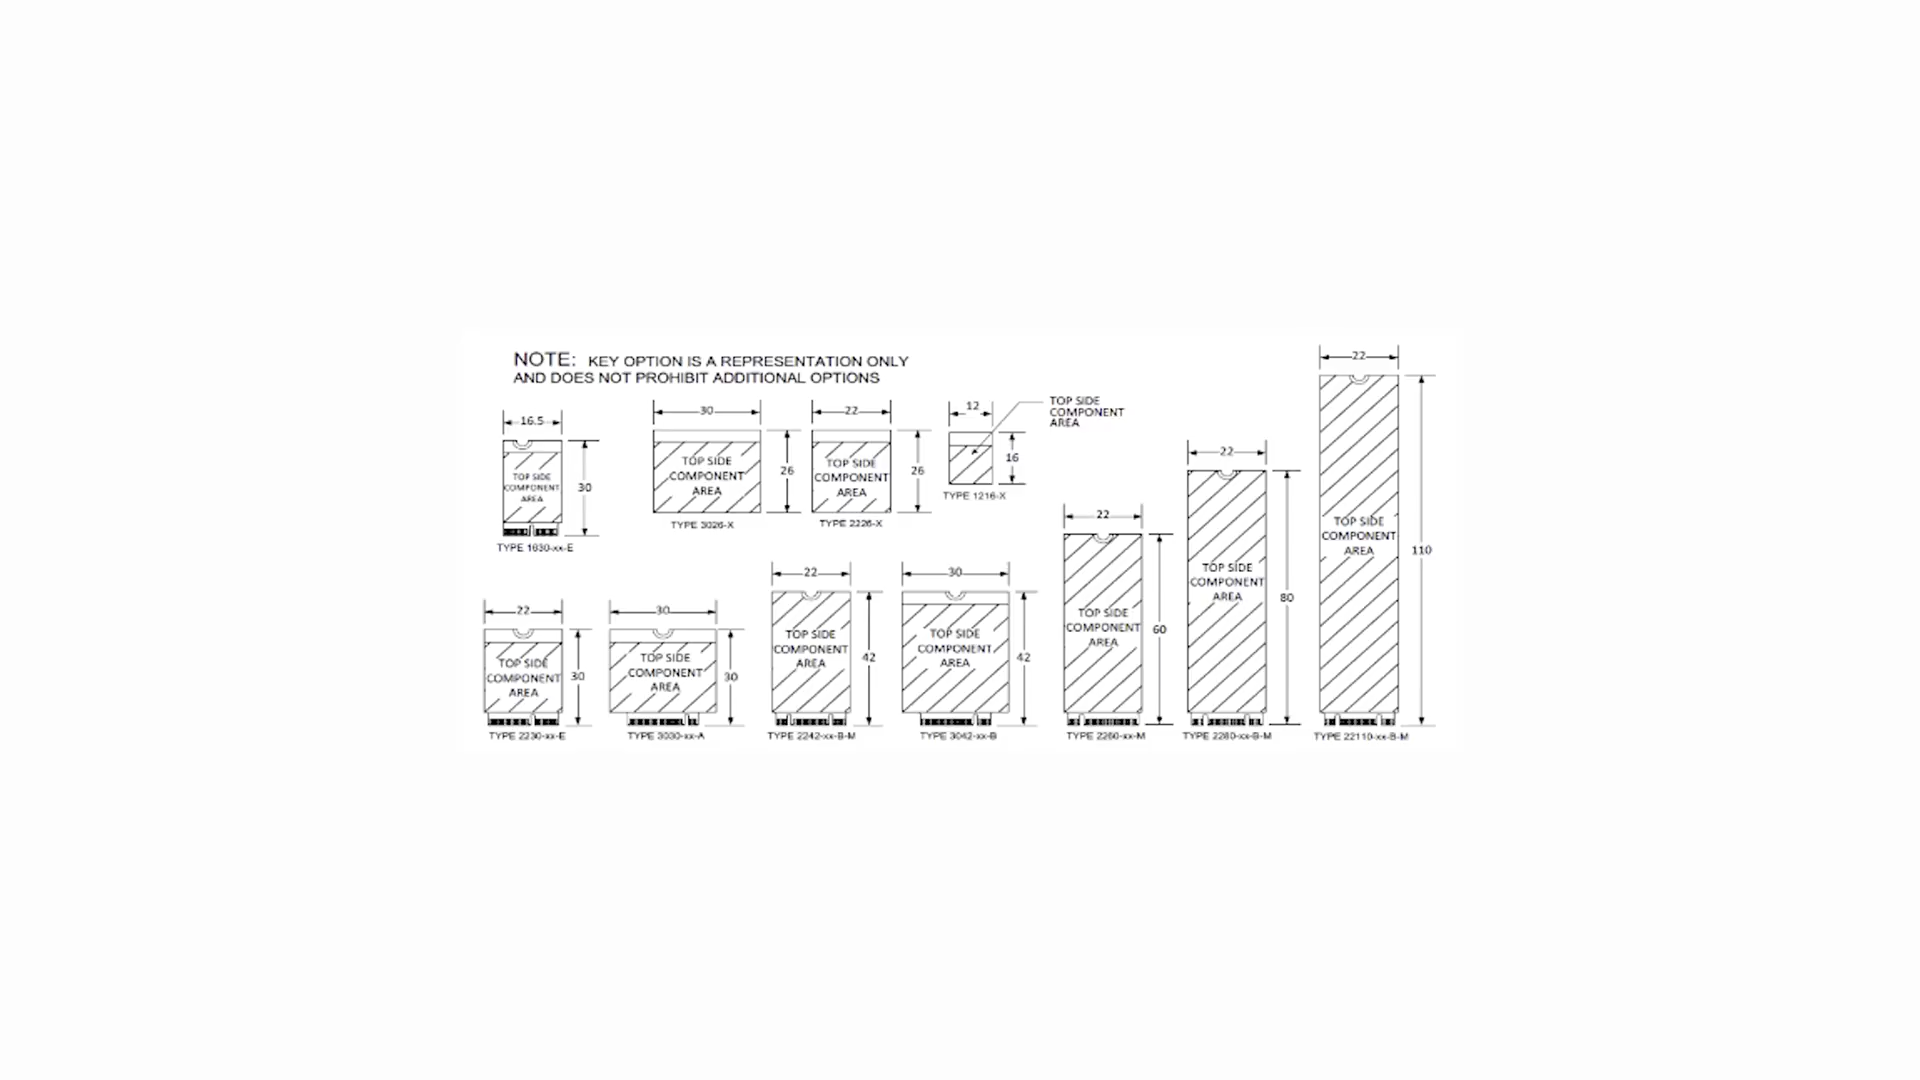 NOTE: KEY OPTION IS A REPRESENTATION ONLY
AND DOES NOT PROHIBIT ADDITIONAL OPTIONS
16.5
TOP SIDE
COMPONENT
AREA
30
TYPE 1630-xx-E
30
TOP SIDE
COMPONENT
AREA
26
TYPE 3026-X
22
TOP SIDE
COMPONENT
AREA
26
TYPE 2226-X
12
TOP SIDE
COMPONENT
AREA
16
TYPE 1216-X
22
TOP SIDE
COMPONENT
AREA
30
TYPE 2230-xx-E
30
TOP SIDE
COMPONENT
AREA
30
TYPE 3030-xx-A
22
TOP SIDE
COMPONENT
AREA
42
TYPE 2242-xx-B-M
30
TOP SIDE
COMPONENT
AREA
42
TYPE 3042-xx-B
22
TOP SIDE
COMPONENT
AREA
60
TYPE 2260-xx-M
22
TOP SIDE
COMPONENT
AREA
80
TYPE 2280-xx-B-M
22
TOP SIDE
COMPONENT
AREA
110
TYPE 22110-xx-B-M